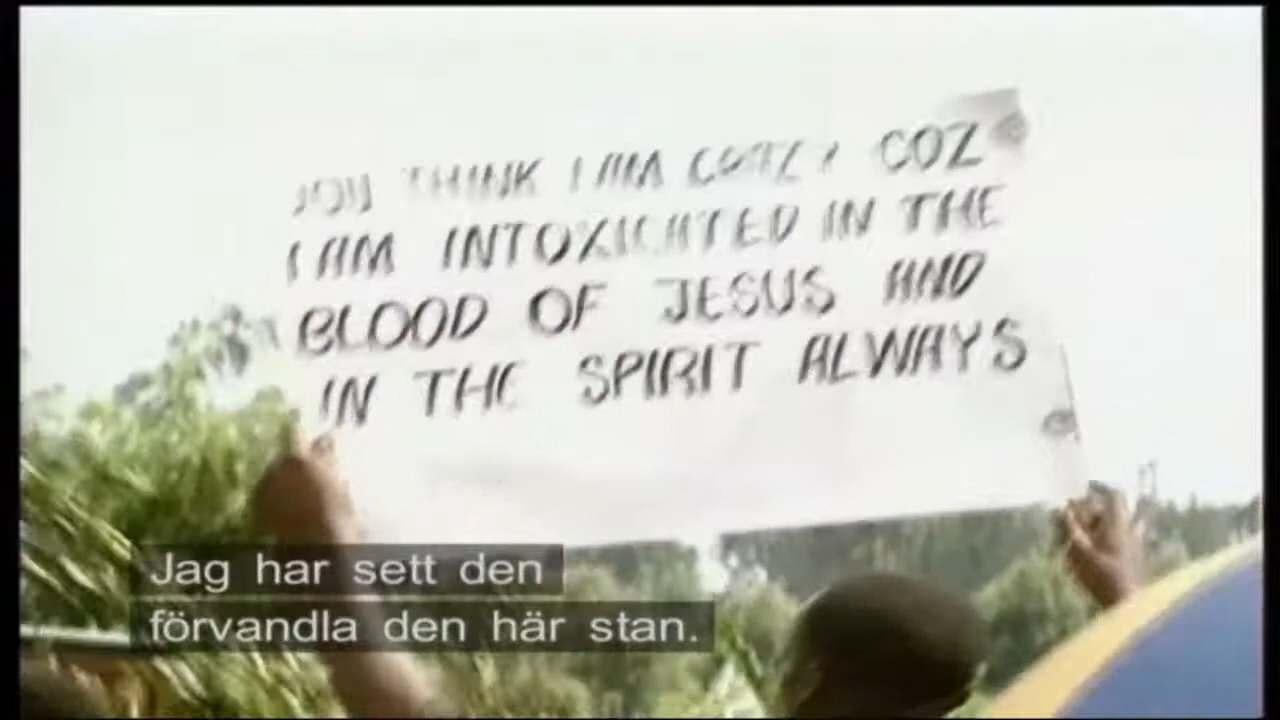 YOU THINK I AM CRAZY COZ
I AM INTOXICATED IN THE
BLOOD OF JESUS AND
IN THE SPIRIT ALWAYS
Jag har sett den
förvandla den här stan.